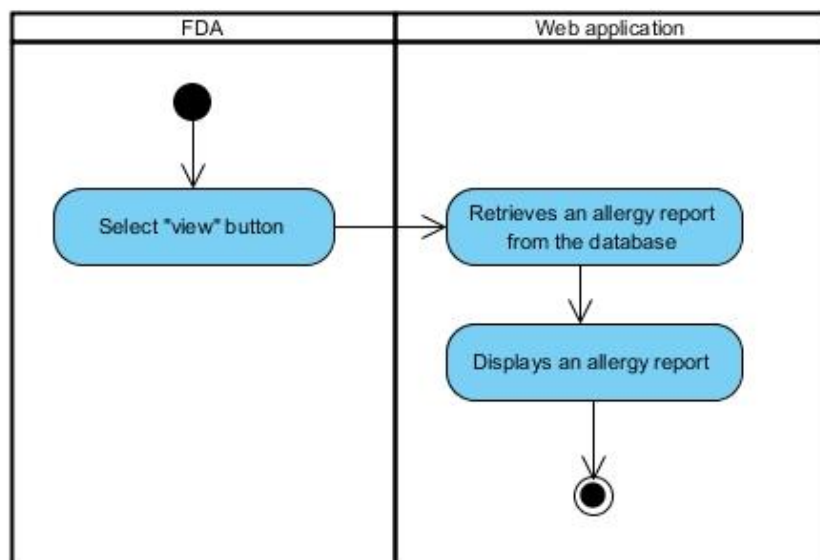 FDA
Web application
Select "view" button
Retrieves an allergy report
from the database
Displays an allergy report